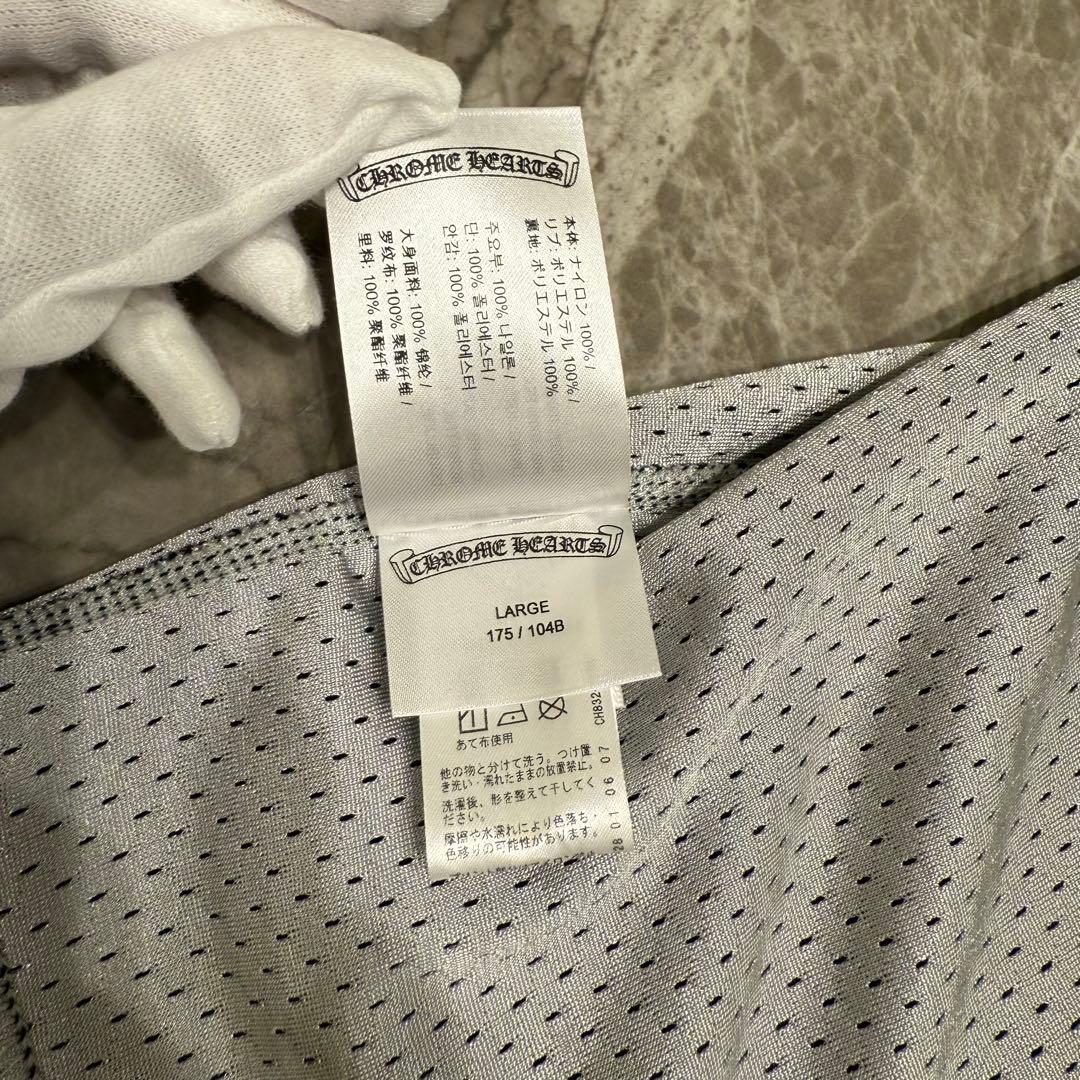 CHROME HEARTS
本体: ナイロン 100% /
リブ: ポリエステル 100% /
裏地: ポリエステル 100%
주요부: 100% 나일론 /
단: 100% 폴리에스터 /
안감: 100% 폴리에스터
大身面料: 100% 锦纶 /
罗纹布: 100% 聚酯纤维 /
里料: 100% 聚酯纤维
CHROME HEARTS
LARGE
175 / 104B
あて布使用
他の物と分けて洗う。つけ置
き洗い・濡れたままの放置禁止。
洗濯後、形を整えて干してく
ださい。
摩擦や水濡れにより色落ち・
色移りの可能性があります。
CH832
28 01 06 07